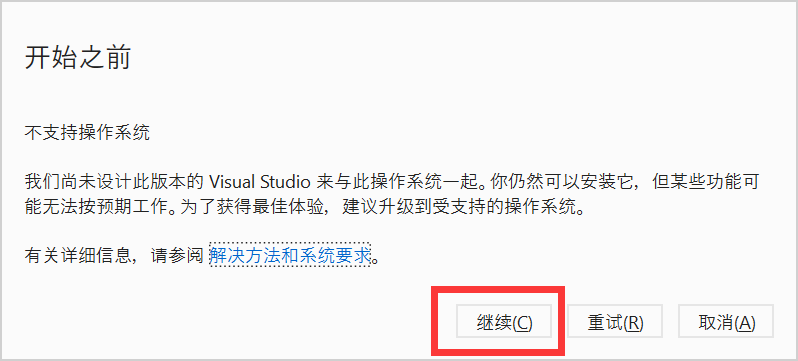 开始之前
不支持操作系统
我们尚未设计此版本的 Visual Studio 来与此操作系统一起。你仍然可以安装它，但某些功能可
能无法按预期工作。为了获得最佳体验，建议升级到受支持的操作系统。
有关详细信息，请参阅 解决方法和系统要求。
继续(C) 重试(R) 取消(A)